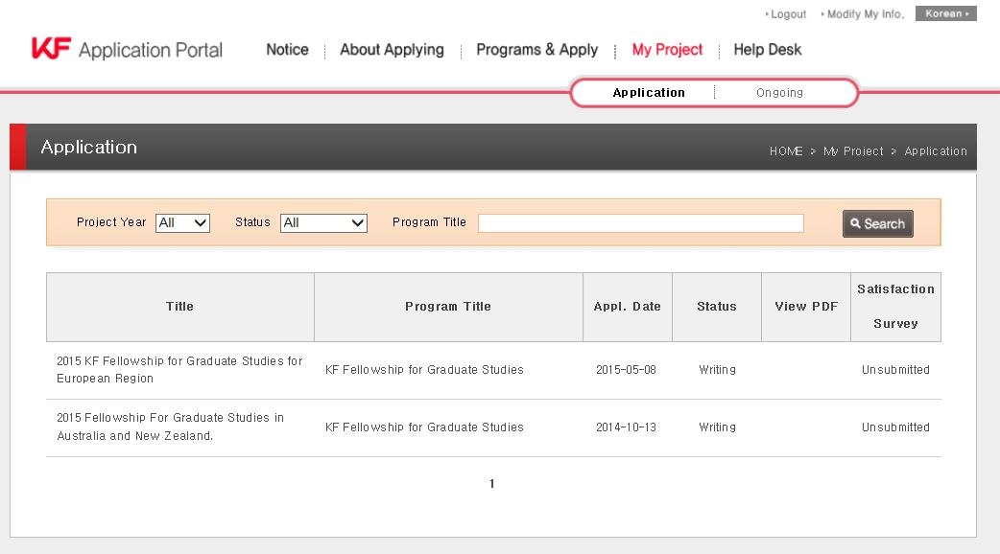 Logout Modify My Info. Korean
KF Application Portal Notice About Applying Programs & Apply My Project Help Desk
Application Ongoing
Application HOME > My Project > Application
Project Year All Status All Program Title Search
Title Program Title Appl. Date Status View PDF Satisfaction Survey
2015 KF Fellowship for Graduate Studies for European Region KF Fellowship for Graduate Studies 2015-05-08 Writing Unsubmitted
2015 Fellowship For Graduate Studies in Australia and New Zealand. KF Fellowship for Graduate Studies 2014-10-13 Writing Unsubmitted
1